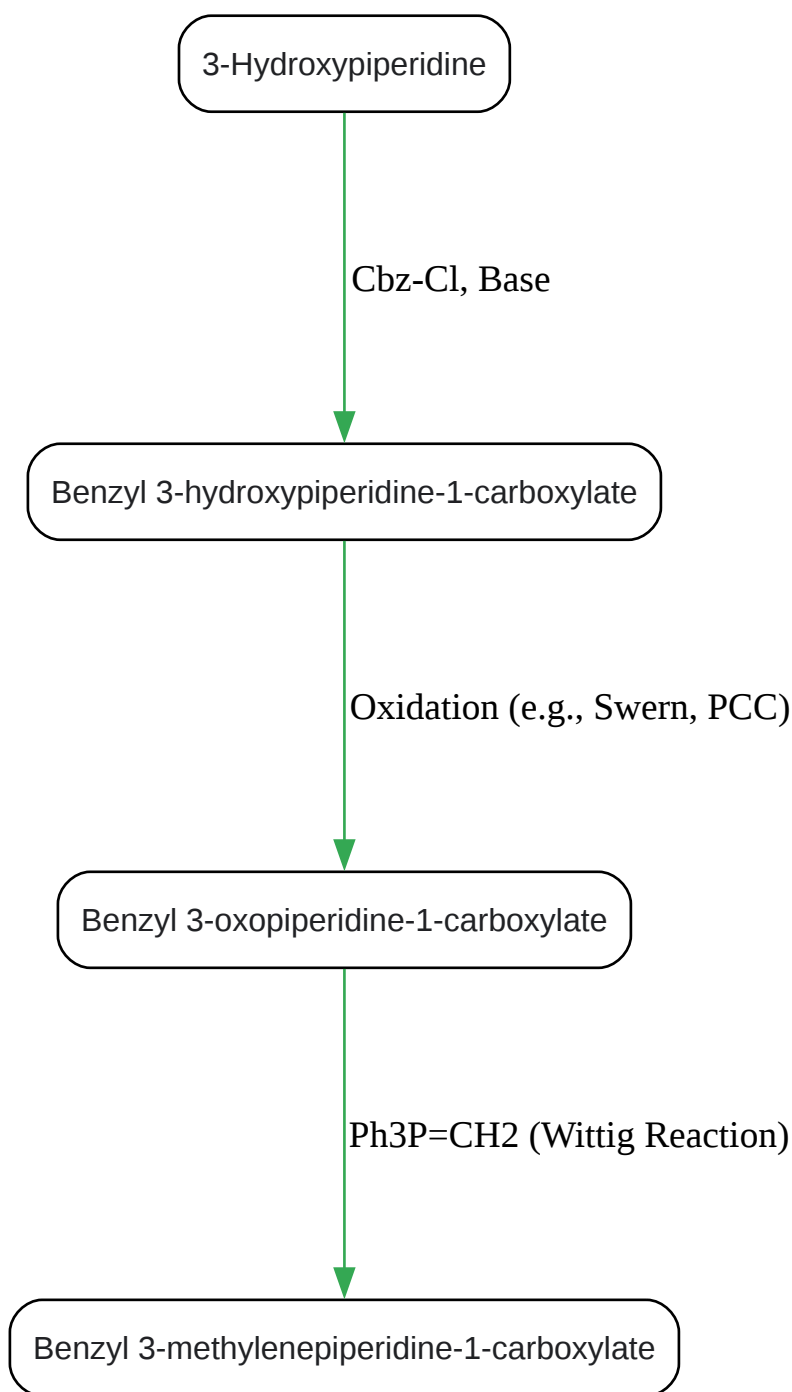 3-Hydroxypiperidine
Cbz-Cl, Base
Benzyl 3-hydroxypiperidine-1-carboxylate
Oxidation (e.g., Swern, PCC)
Benzyl 3-oxopiperidine-1-carboxylate
Ph3P=CH2 (Wittig Reaction)
Benzyl 3-methylenepiperidine-1-carboxylate